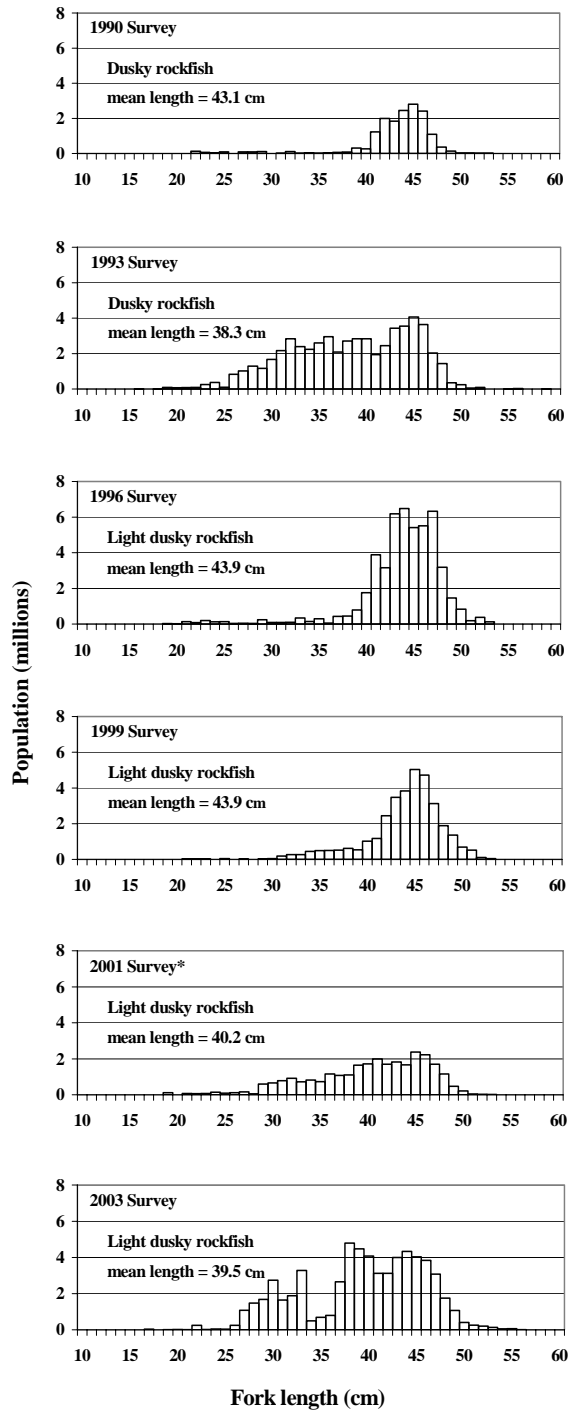 1990 Survey
Dusky rockfish
mean length = 43.1 cm
8
6
4
2
0
10 15 20 25 30 35 40 45 50 55 60
1993 Survey
Dusky rockfish
mean length = 38.3 cm
8
6
4
2
0
10 15 20 25 30 35 40 45 50 55 60
1996 Survey
Light dusky rockfish
mean length = 43.9 cm
8
6
4
2
0
10 15 20 25 30 35 40 45 50 55 60
Population (millions)
1999 Survey
Light dusky rockfish
mean length = 43.9 cm
8
6
4
2
0
10 15 20 25 30 35 40 45 50 55 60
2001 Survey*
Light dusky rockfish
mean length = 40.2 cm
8
6
4
2
0
10 15 20 25 30 35 40 45 50 55 60
2003 Survey
Light dusky rockfish
mean length = 39.5 cm
8
6
4
2
0
10 15 20 25 30 35 40 45 50 55 60
Fork length (cm)